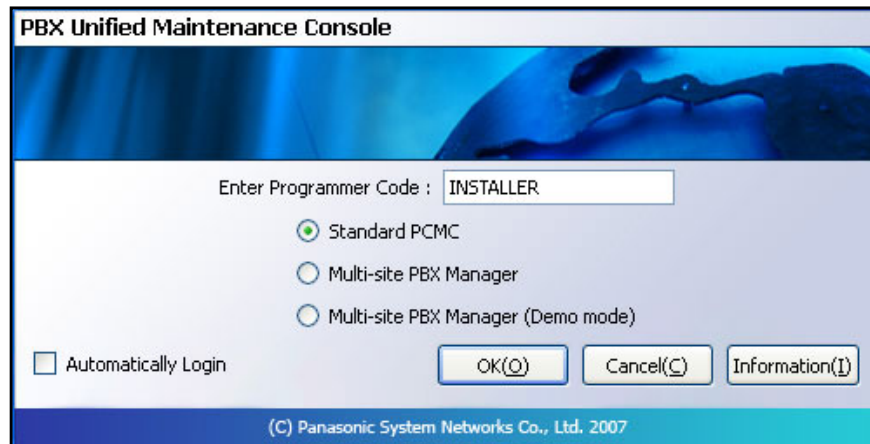 PBX Unified Maintenance Console
Enter Programmer Code : INSTALLER
Standard PCMC
Multi-site PBX Manager
Multi-site PBX Manager (Demo mode)
Automatically Login OK(O) Cancel(C) Information(I)
(C) Panasonic System Networks Co., Ltd. 2007